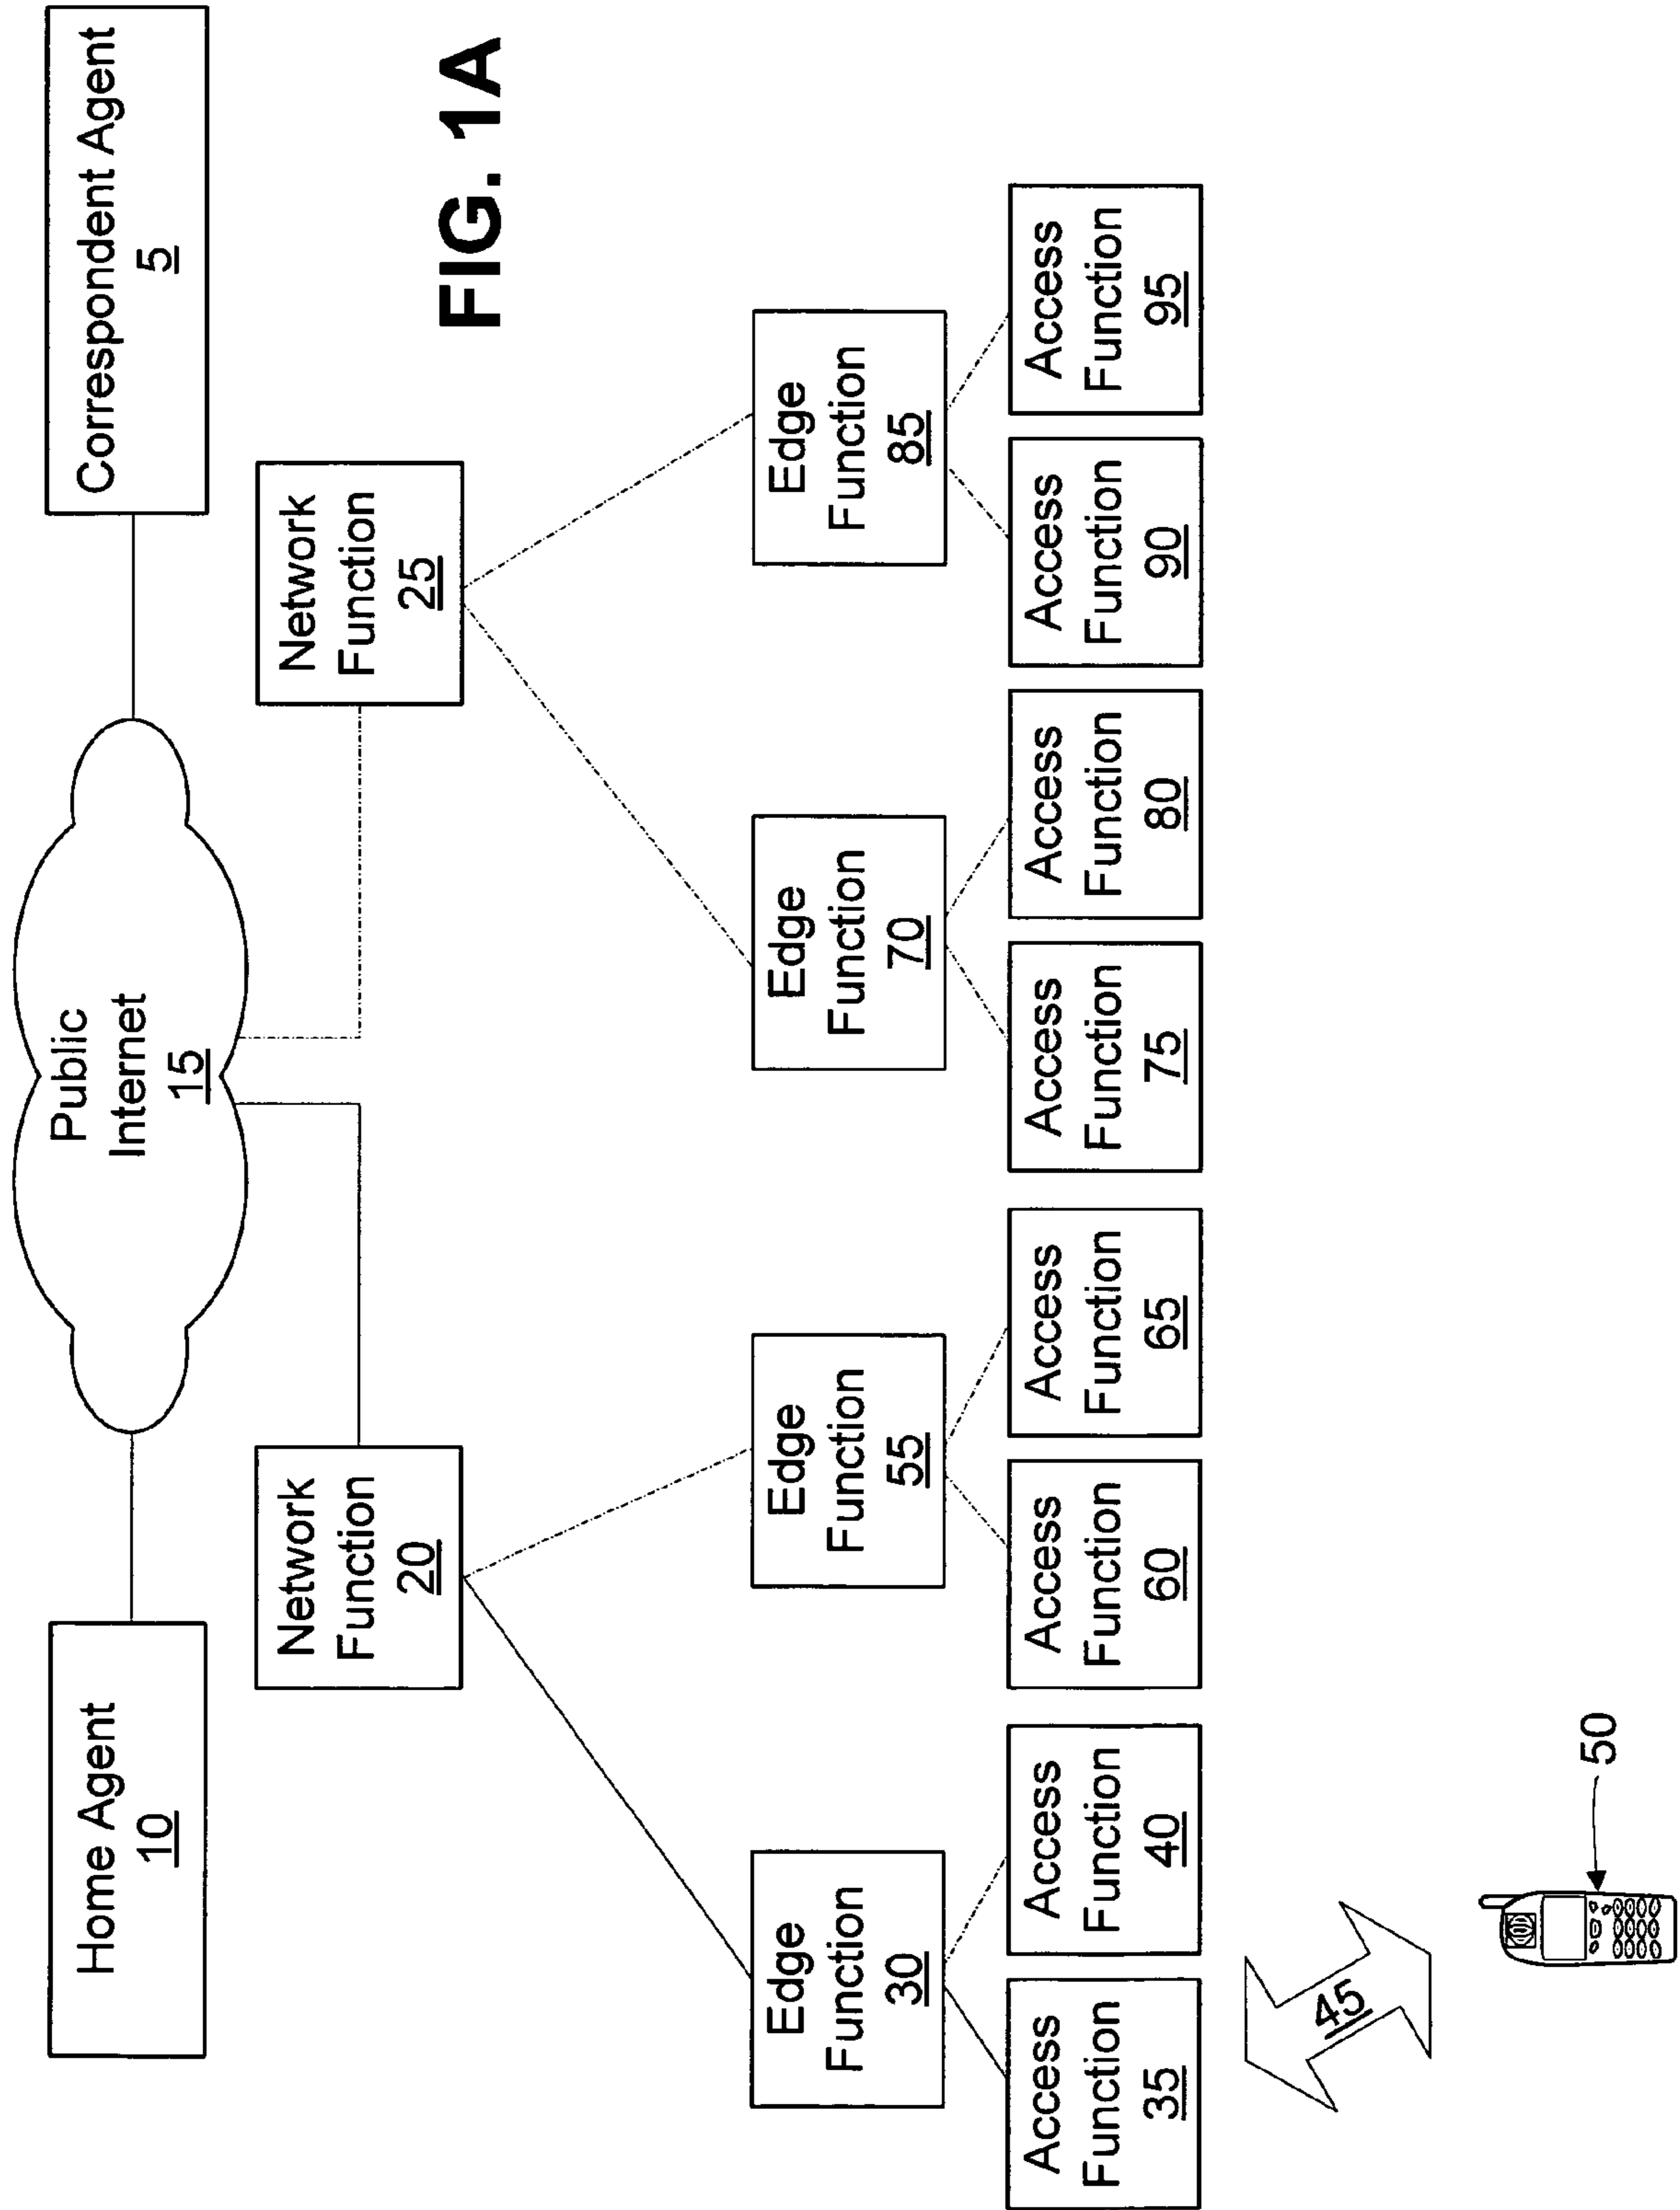 Home Agent
10
Public
Internet
15
Correspondent Agent
5
Network
Function
20
Network
Function
25
FIG. 1A
Edge
Function
30
Edge
Function
55
Edge
Function
70
Edge
Function
85
Access
Function
35
Access
Function
40
Access
Function
60
Access
Function
65
Access
Function
75
Access
Function
80
Access
Function
90
Access
Function
95
45
50